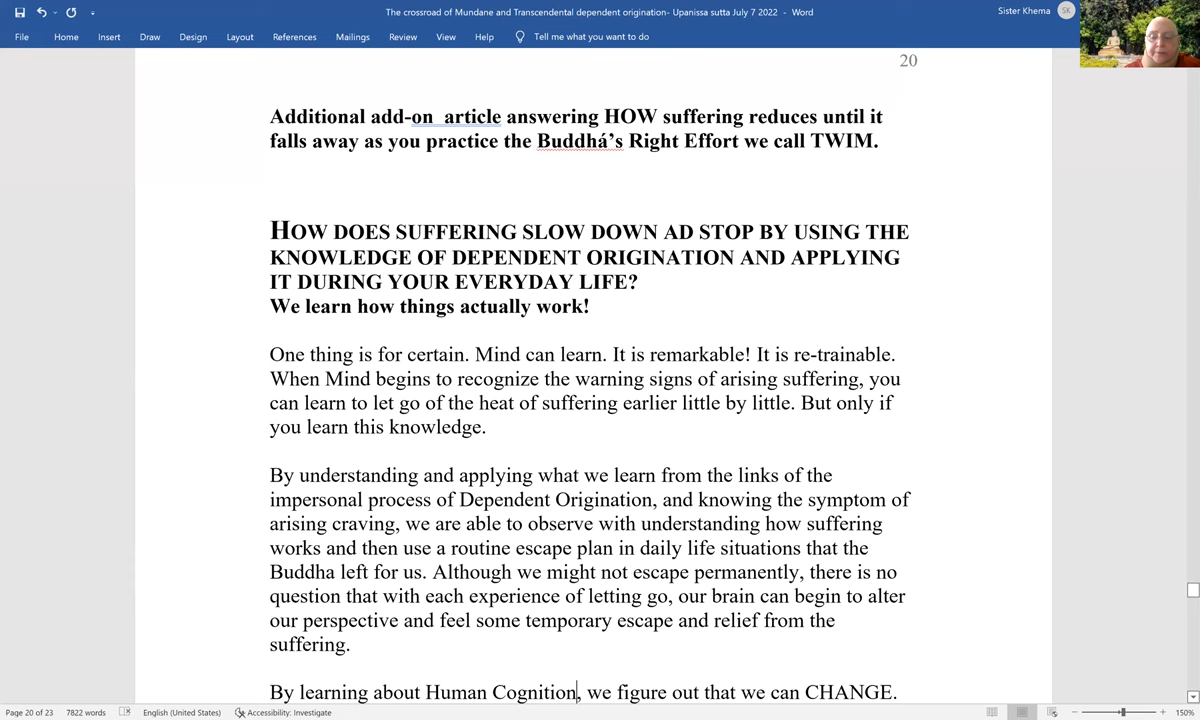 The crossroad of Mundane and Transcendental dependent origination- Upanissa sutta July 7 2022 - Word
Sister Khema
SK
File Home Insert Draw Design Layout References Mailings Review View Help Tell me what you want to do
20
Additional add-on article answering HOW suffering reduces until it
falls away as you practice the Buddhá’s Right Effort we call TWIM.
HOW DOES SUFFERING SLOW DOWN AD STOP BY USING THE
KNOWLEDGE OF DEPENDENT ORIGINATION AND APPLYING
IT DURING YOUR EVERYDAY LIFE?
We learn how things actually work!
One thing is for certain. Mind can learn. It is remarkable! It is re-trainable.
When Mind begins to recognize the warning signs of arising suffering, you
can learn to let go of the heat of suffering earlier little by little. But only if
you learn this knowledge.
By understanding and applying what we learn from the links of the
impersonal process of Dependent Origination, and knowing the symptom of
arising craving, we are able to observe with understanding how suffering
works and then use a routine escape plan in daily life situations that the
Buddha left for us. Although we might not escape permanently, there is no
question that with each experience of letting go, our brain can begin to alter
our perspective and feel some temporary escape and relief from the
suffering.
By learning about Human Cognition, we figure out that we can CHANGE.
Page 20 of 23 7822 words English (United States) Accessibility: Investigate 150%